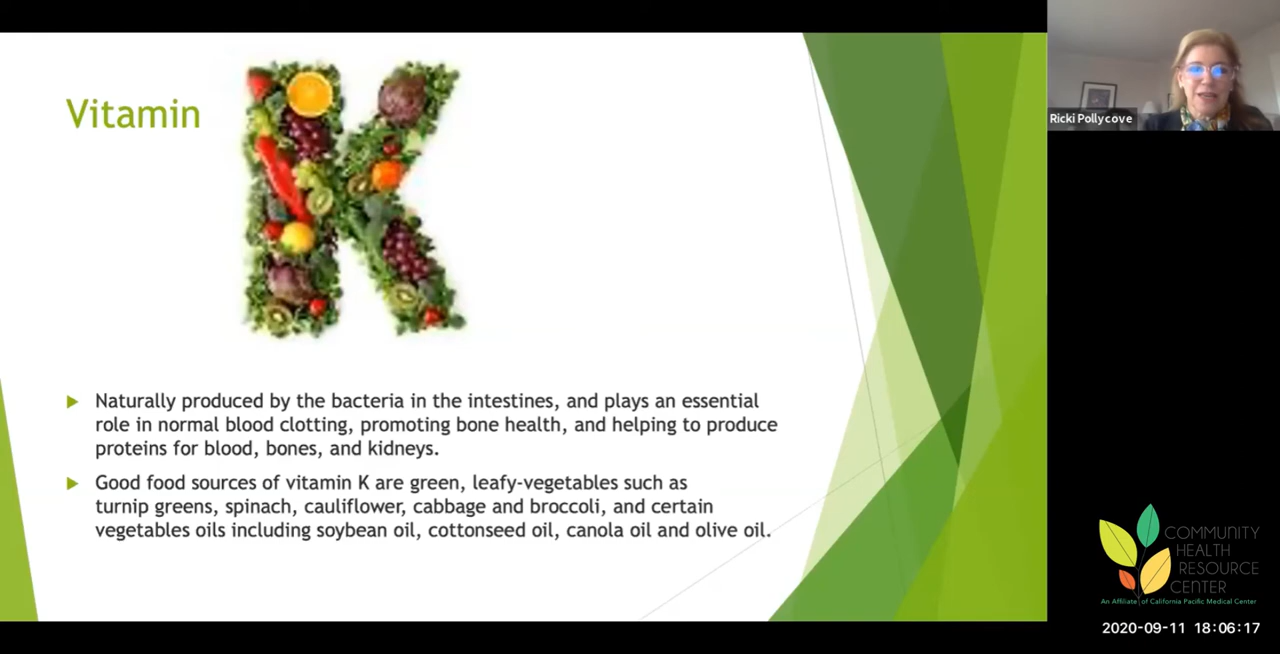 Vitamin
K
Naturally produced by the bacteria in the intestines, and plays an essential
role in normal blood clotting, promoting bone health, and helping to produce
proteins for blood, bones, and kidneys.
Good food sources of vitamin K are green, leafy-vegetables such as
turnip greens, spinach, cauliflower, cabbage and broccoli, and certain
vegetables oils including soybean oil, cottonseed oil, canola oil and olive oil.
Ricki Pollycove
COMMUNITY
HEALTH
RESOURCE
CENTER
An Affiliate of California Pacific Medical Center
2020-09-11 18:06:17